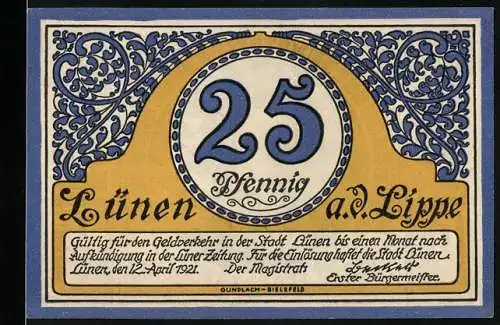 25
Pfennig
Lünen a.d. Lippe
Gültig für den Geldverkehr in der Stadt Lünen bis einen Monat nach
Aufkündigung in der Lüner Zeitung. Für die Einlösung haftet die Stadt Lünen.
Lünen, den 12. April 1921. Der Magistrat:
Erster Bürgermeister.
GUNDLACH-BIELEFELD